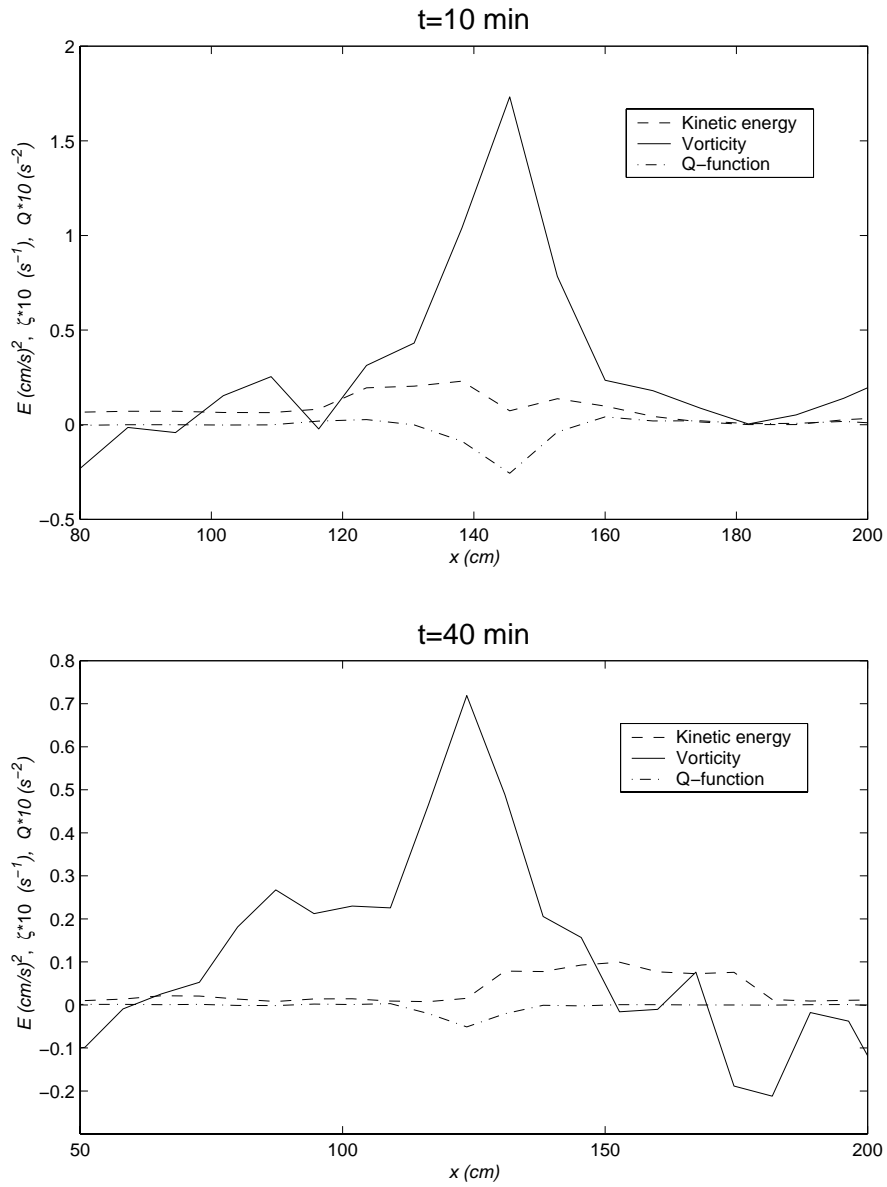 t=10 min
2
1.5
1
0.5
0
−0.5
E (cm/s)², ζ*10 (s⁻¹), Q*10 (s⁻²)
Kinetic energy
Vorticity
Q−function
80 100 120 140 160 180 200
x (cm)
t=40 min
0.8
0.7
0.6
0.5
0.4
0.3
0.2
0.1
0
−0.1
−0.2
E (cm/s)², ζ*10 (s⁻¹), Q*10 (s⁻²)
Kinetic energy
Vorticity
Q−function
50 100 150 200
x (cm)